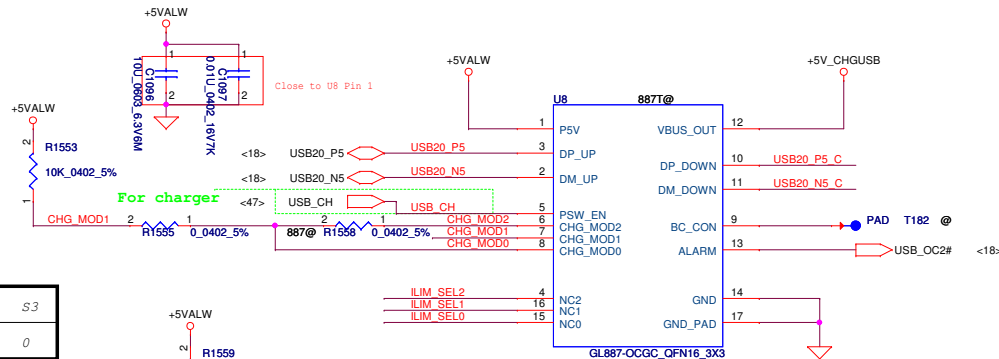 +5VALW
1
1
C1096
10U_0603_6.3V6M
2
C1097
0.01U_0402_16V7K
2
Close to U8 Pin 1
+5VALW
+5V_CHGUSB
U8
887T@
+5VALW
2
R1553
10K_0402_5%
1
1
P5V
VBUS_OUT
12
<18>
USB20_P5
USB20_P5
3
DP_UP
DP_DOWN
10
USB20_P5_C
<18>
USB20_N5
USB20_N5
2
DM_UP
DM_DOWN
11
USB20_N5_C
For charger
<47>
USB_CH
USB_CH
5
PSW_EN
CHG_MOD1
2
1
R1555
0_0402_5%
887@
2
1
R1558
0_0402_5%
CHG_MOD2
6
CHG_MOD2
BC_CON
9
PAD
T182
@
CHG_MOD1
7
CHG_MOD1
CHG_MOD0
8
CHG_MOD0
ALARM
13
USB_OC2#
<18>
ILIM_SEL2
4
NC2
GND
14
ILIM_SEL1
16
NC1
ILIM_SEL0
15
NC0
GND_PAD
17
GL887-OCGC_QFN16_3X3
S3
0
+5VALW
2
R1559